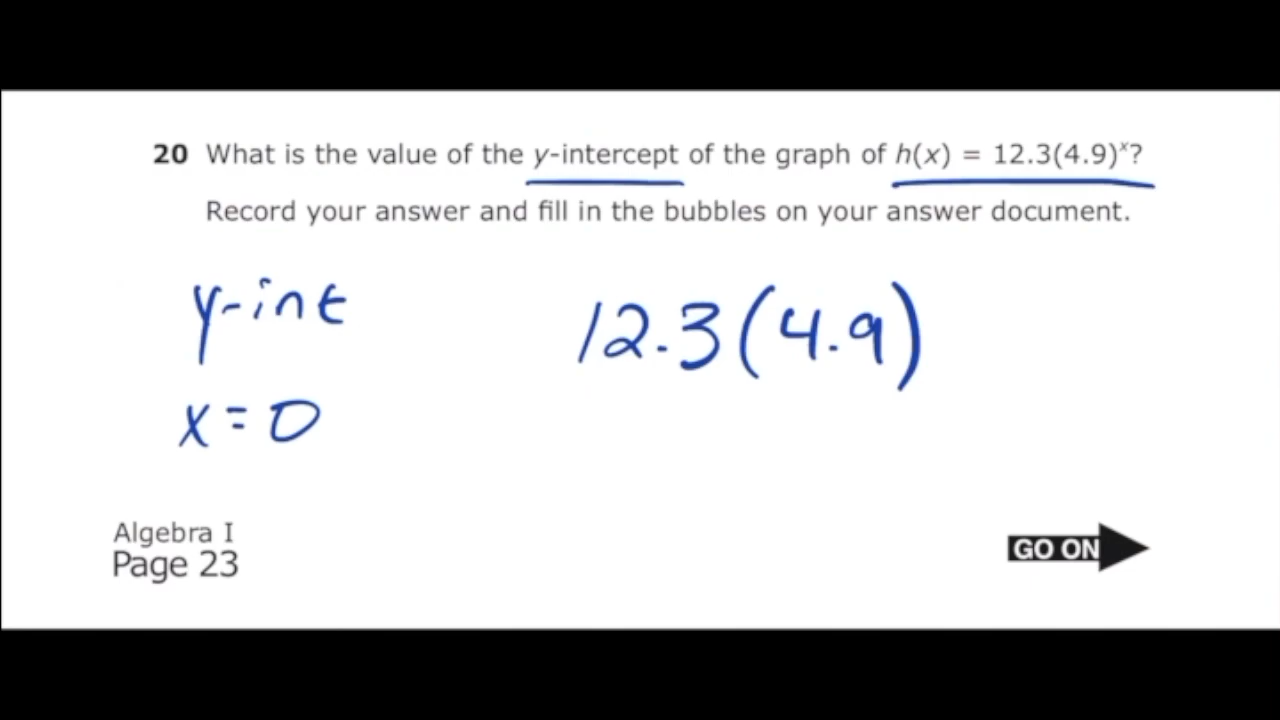 20 What is the value of the y-intercept of the graph of h(x) = 12.3(4.9)ˣ?
Record your answer and fill in the bubbles on your answer document.
y-int
12.3(4.9)
x=0
Algebra I
Page 23
GO ON